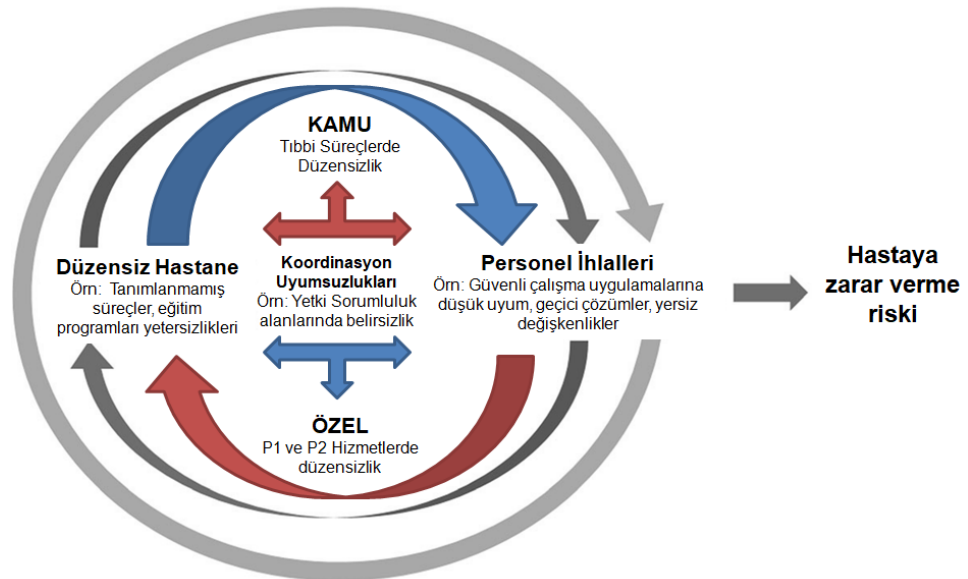 KAMU
Tıbbi Süreçlerde
Düzensizlik
Düzensiz Hastane
Örn: Tanımlanmamış
süreçler, eğitim
programları yetersizlikleri
Koordinasyon
Uyumsuzlukları
Örn: Yetki Sorumluluk
alanlarında belirsizlik
Personel İhlalleri
Örn: Güvenli çalışma uygulamalarına
düşük uyum, geçici çözümler, yersiz
değişkenlikler
Hastaya
zarar verme
riski
ÖZEL
P1 ve P2 Hizmetlerde
düzensizlik